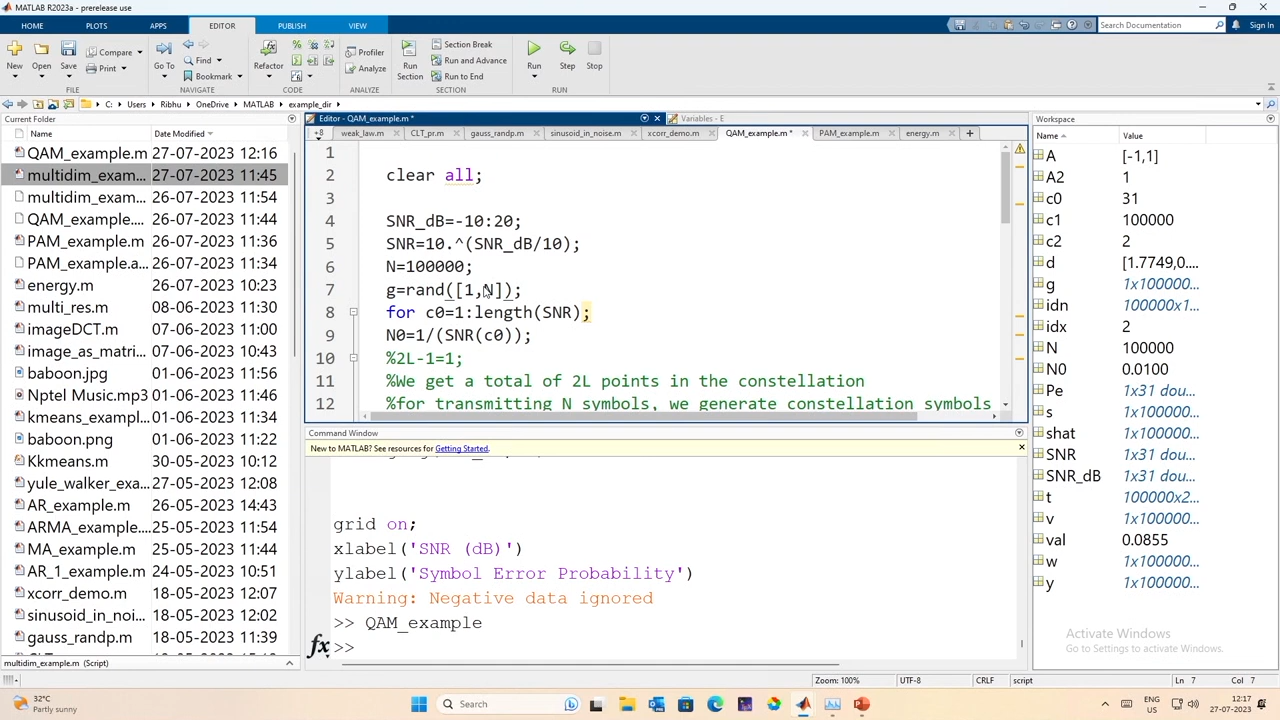 MATLAB R2023a - prerelease use
HOME PLOTS APPS EDITOR PUBLISH VIEW
Search Documentation
Sign In
New Open Save
Compare
Print
Go To
Find
Bookmark
Refactor
Profiler
Analyze
Run Section
Section Break
Run and Advance
Run to End
Run Step Stop
FILE NAVIGATE CODE ANALYZE SECTION RUN
C: Users Ribhu OneDrive MATLAB example_dir
Current Folder
Name Date Modified
QAM_example.m 27-07-2023 12:16
multidim_exam... 27-07-2023 11:45
multidim_exam... 26-07-2023 11:54
QAM_example.... 26-07-2023 11:44
PAM_example.m 26-07-2023 11:36
PAM_example.a... 26-07-2023 11:34
energy.m 26-07-2023 10:23
multi_res.m 08-06-2023 11:39
imageDCT.m 07-06-2023 10:43
image_as_matri... 07-06-2023 10:43
baboon.jpg 01-06-2023 11:56
Nptel Music.mp3 01-06-2023 11:45
kmeans_exampl... 01-06-2023 11:34
baboon.png 01-06-2023 11:22
Kkmeans.m 30-05-2023 10:12
yule_walker_exa... 27-05-2023 12:08
AR_example.m 26-05-2023 14:43
ARMA_example... 25-05-2023 11:54
MA_example.m 25-05-2023 11:44
AR_1_example.m 24-05-2023 10:51
xcorr_demo.m 18-05-2023 12:07
sinusoid_in_noi... 18-05-2023 12:02
gauss_randp.m 18-05-2023 11:39
multidim_example.m (Script)
Editor - QAM_example.m *
Variables - E
+8 weak_law.m CLT_pr.m gauss_randp.m sinusoid_in_noise.m xcorr_demo.m QAM_example.m * PAM_example.m energy.m +
1
2 clear all;
3
4 SNR_dB=-10:20;
5 SNR=10.^(SNR_dB/10);
6 N=100000;
7 g=rand([1,N]);
8 for c0=1:length(SNR);
9 N0=1/(SNR(c0));
10 %2L-1=1;
11 %We get a total of 2L points in the constellation
12 %for transmitting N symbols, we generate constellation symbols
Command Window
New to MATLAB? See resources for Getting Started.
grid on;
xlabel('SNR (dB)')
ylabel('Symbol Error Probability')
Warning: Negative data ignored
>> QAM_example
fx >>
Workspace
Name Value
A [-1,1]
A2 1
c0 31
c1 100000
c2 2
d [1.7749,0....
g 1x100000...
idn 100000x1...
idx 2
N 100000
N0 0.0100
Pe 1x31 dou...
s 1x100000...
shat 1x100000...
SNR 1x31 dou...
SNR_dB 1x31 dou...
t 100000x2...
v 1x100000...
val 0.0855
w 1x100000...
y 1x100000...
Activate Windows
Go to Settings to activate Windows.
Zoom: 100% UTF-8 CRLF script Ln 7 Col 7
32°C
Partly sunny
Search
ENG
US
12:17
27-07-2023